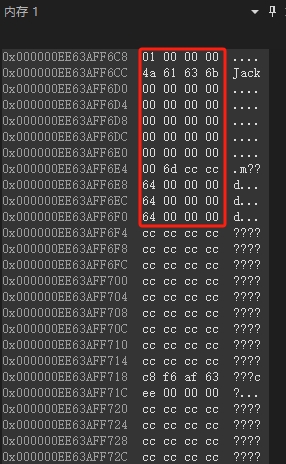 内存 1
0x000000EE63AFF6C8 01 00 00 00 ....
0x000000EE63AFF6CC 4a 61 63 6b Jack
0x000000EE63AFF6D0 00 00 00 00 ....
0x000000EE63AFF6D4 00 00 00 00 ....
0x000000EE63AFF6D8 00 00 00 00 ....
0x000000EE63AFF6DC 00 00 00 00 ....
0x000000EE63AFF6E0 00 00 00 00 ....
0x000000EE63AFF6E4 00 6d cc cc .m??
0x000000EE63AFF6E8 64 00 00 00 d...
0x000000EE63AFF6EC 64 00 00 00 d...
0x000000EE63AFF6F0 64 00 00 00 d...
0x000000EE63AFF6F4 cc cc cc cc ????
0x000000EE63AFF6F8 cc cc cc cc ????
0x000000EE63AFF6FC cc cc cc cc ????
0x000000EE63AFF700 cc cc cc cc ????
0x000000EE63AFF704 cc cc cc cc ????
0x000000EE63AFF708 cc cc cc cc ????
0x000000EE63AFF70C cc cc cc cc ????
0x000000EE63AFF710 cc cc cc cc ????
0x000000EE63AFF714 cc cc cc cc ????
0x000000EE63AFF718 c8 f6 af 63 ???c
0x000000EE63AFF71C ee 00 00 00 ?...
0x000000EE63AFF720 cc cc cc cc ????
0x000000EE63AFF724 cc cc cc cc ????
0x000000EE63AFF728 cc cc cc cc ????
0x000000EE63AFF72C cc cc cc cc ????